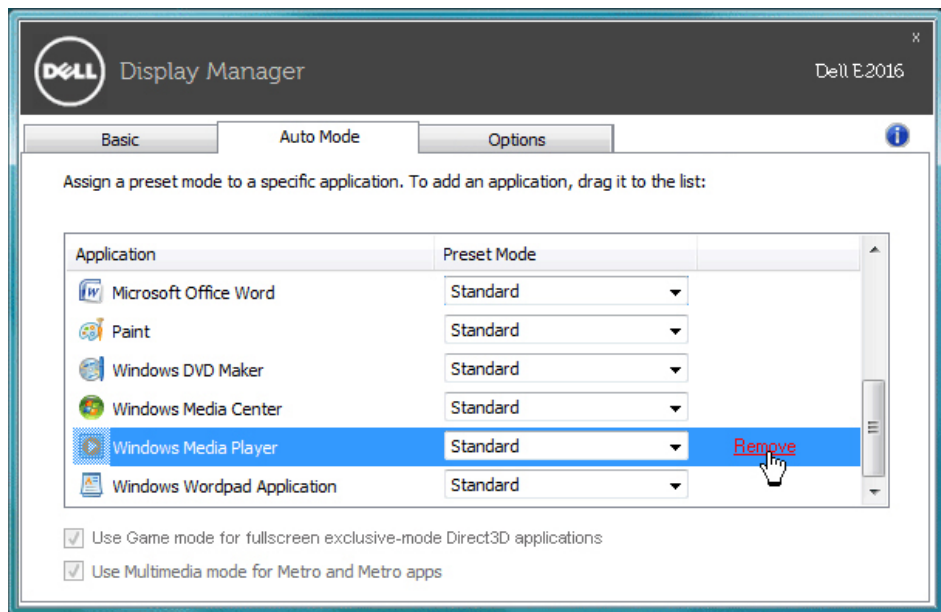 x
DELL Display Manager Dell E2016
Basic Auto Mode Options
Assign a preset mode to a specific application. To add an application, drag it to the list:
Application Preset Mode
Microsoft Office Word Standard
Paint Standard
Windows DVD Maker Standard
Windows Media Center Standard
Windows Media Player Standard Remove
Windows Wordpad Application Standard
Use Game mode for fullscreen exclusive-mode Direct3D applications
Use Multimedia mode for Metro and Metro apps